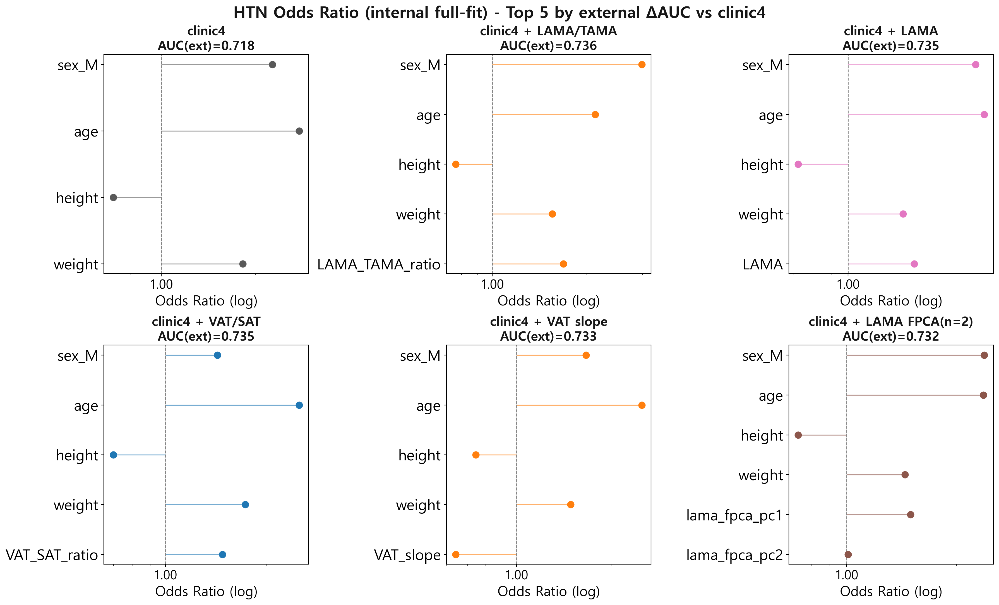 HTN Odds Ratio (internal full-fit) - Top 5 by external ΔAUC vs clinic4
clinic4
AUC(ext)=0.718
sex_M
age
height
weight
1.00
Odds Ratio (log)
clinic4 + LAMA/TAMA
AUC(ext)=0.736
sex_M
age
height
weight
LAMA_TAMA_ratio
1.00
Odds Ratio (log)
clinic4 + LAMA
AUC(ext)=0.735
sex_M
age
height
weight
LAMA
1.00
Odds Ratio (log)
clinic4 + VAT/SAT
AUC(ext)=0.735
sex_M
age
height
weight
VAT_SAT_ratio
1.00
Odds Ratio (log)
clinic4 + VAT slope
AUC(ext)=0.733
sex_M
age
height
weight
VAT_slope
1.00
Odds Ratio (log)
clinic4 + LAMA FPCA(n=2)
AUC(ext)=0.732
sex_M
age
height
weight
lama_fpca_pc1
lama_fpca_pc2
1.00
Odds Ratio (log)